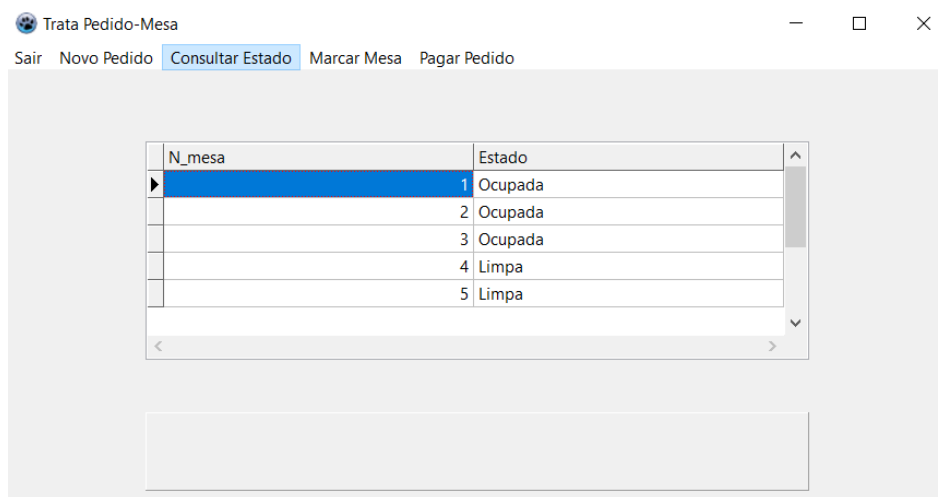 Trata Pedido-Mesa
Sair Novo Pedido Consultar Estado Marcar Mesa Pagar Pedido
N_mesa Estado
1 Ocupada
2 Ocupada
3 Ocupada
4 Limpa
5 Limpa